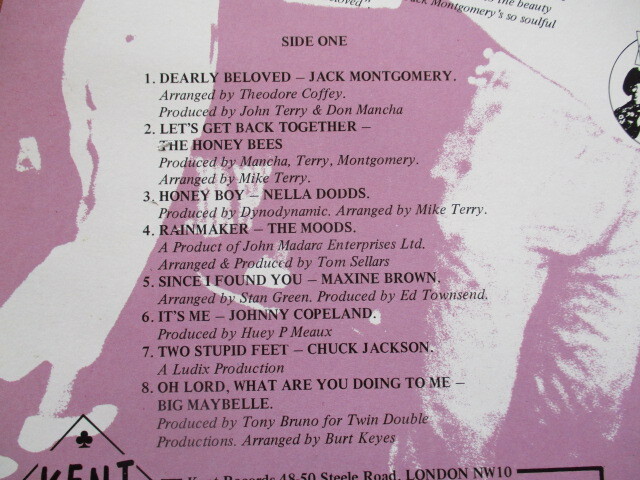 the beauty
oved". Jack Montgomery's so soulful
SIDE ONE
1. DEARLY BELOVED – JACK MONTGOMERY.
Arranged by Theodore Coffey.
Produced by John Terry & Don Mancha
2. LET'S GET BACK TOGETHER –
THE HONEY BEES
Produced by Mancha, Terry, Montgomery.
Arranged by Mike Terry.
3. HONEY BOY – NELLA DODDS.
Produced by Dynodynamic. Arranged by Mike Terry.
4. RAINMAKER – THE MOODS.
A Product of John Madara Enterprises Ltd.
Arranged & Produced by Tom Sellars
5. SINCE I FOUND YOU – MAXINE BROWN.
Arranged by Stan Green. Produced by Ed Townsend.
6. IT'S ME – JOHNNY COPELAND.
Produced by Huey P Meaux
7. TWO STUPID FEET – CHUCK JACKSON.
A Ludix Production
8. OH LORD, WHAT ARE YOU DOING TO ME –
BIG MAYBELLE.
Produced by Tony Bruno for Twin Double
Productions. Arranged by Burt Keyes
KENT
Kent Records 48-50 Steele Road, LONDON NW10